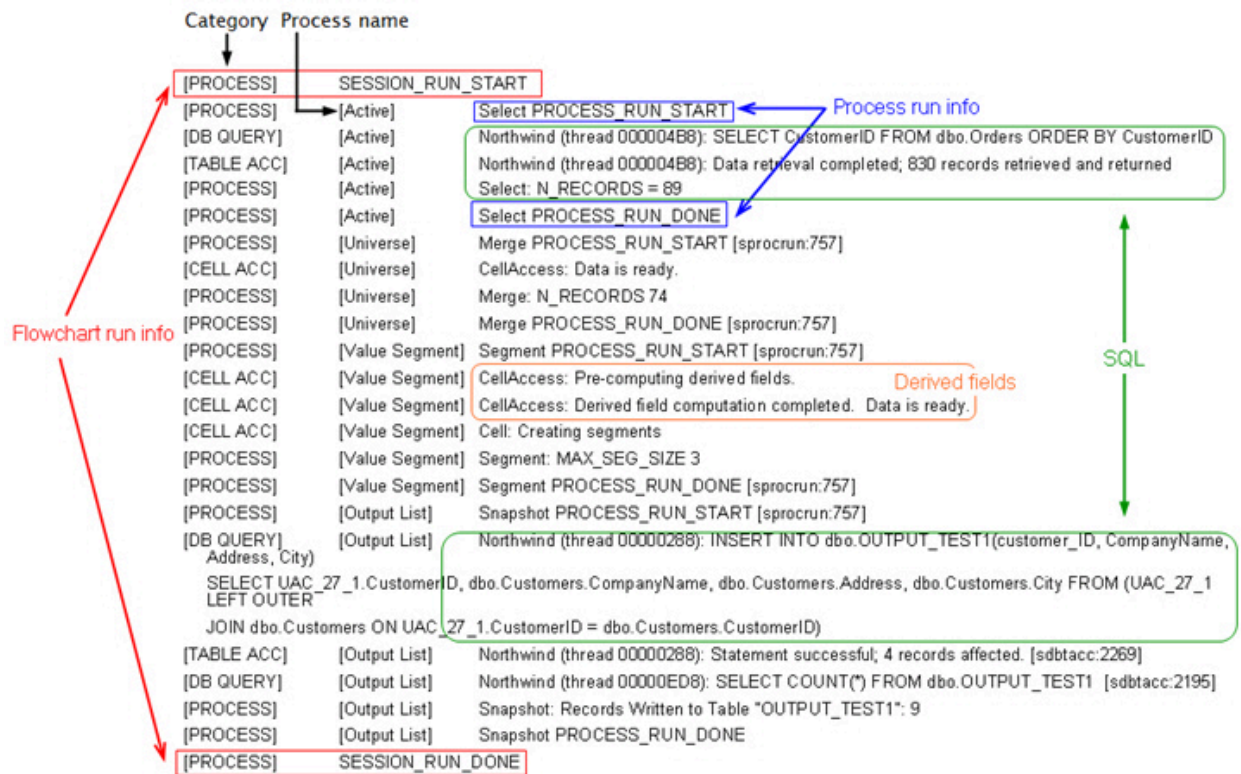 Category Process name
[PROCESS] SESSION_RUN_START
[PROCESS] [Active] Select PROCESS_RUN_START Process run info
[DB QUERY] [Active] Northwind (thread 000004B8): SELECT CustomerID FROM dbo.Orders ORDER BY CustomerID
[TABLE ACC] [Active] Northwind (thread 000004B8): Data retrieval completed; 830 records retrieved and returned
[PROCESS] [Active] Select: N_RECORDS = 89
[PROCESS] [Active] Select PROCESS_RUN_DONE
[PROCESS] [Universe] Merge PROCESS_RUN_START [sprocrun:757]
[CELL ACC] [Universe] CellAccess: Data is ready.
[PROCESS] [Universe] Merge: N_RECORDS 74
[PROCESS] [Universe] Merge PROCESS_RUN_DONE [sprocrun:757]
Flowchart run info
[PROCESS] [Value Segment] Segment PROCESS_RUN_START [sprocrun:757]
SQL
[CELL ACC] [Value Segment] CellAccess: Pre-computing derived fields. Derived fields
[CELL ACC] [Value Segment] CellAccess: Derived field computation completed. Data is ready.
[CELL ACC] [Value Segment] Cell: Creating segments
[PROCESS] [Value Segment] Segment: MAX_SEG_SIZE 3
[PROCESS] [Value Segment] Segment PROCESS_RUN_DONE [sprocrun:757]
[PROCESS] [Output List] Snapshot PROCESS_RUN_START [sprocrun:757]
[DB QUERY] [Output List] Northwind (thread 00000288): INSERT INTO dbo.OUTPUT_TEST1(customer_ID, CompanyName,
Address, City)
SELECT UAC_27_1.CustomerID, dbo.Customers.CompanyName, dbo.Customers.Address, dbo.Customers.City FROM (UAC_27_1
LEFT OUTER
JOIN dbo.Customers ON UAC_27_1.CustomerID = dbo.Customers.CustomerID)
[TABLE ACC] [Output List] Northwind (thread 00000288): Statement successful; 4 records affected. [sdbtacc:2269]
[DB QUERY] [Output List] Northwind (thread 00000ED8): SELECT COUNT(*) FROM dbo.OUTPUT_TEST1 [sdbtacc:2195]
[PROCESS] [Output List] Snapshot: Records Written to Table "OUTPUT_TEST1": 9
[PROCESS] [Output List] Snapshot PROCESS_RUN_DONE
[PROCESS] SESSION_RUN_DONE